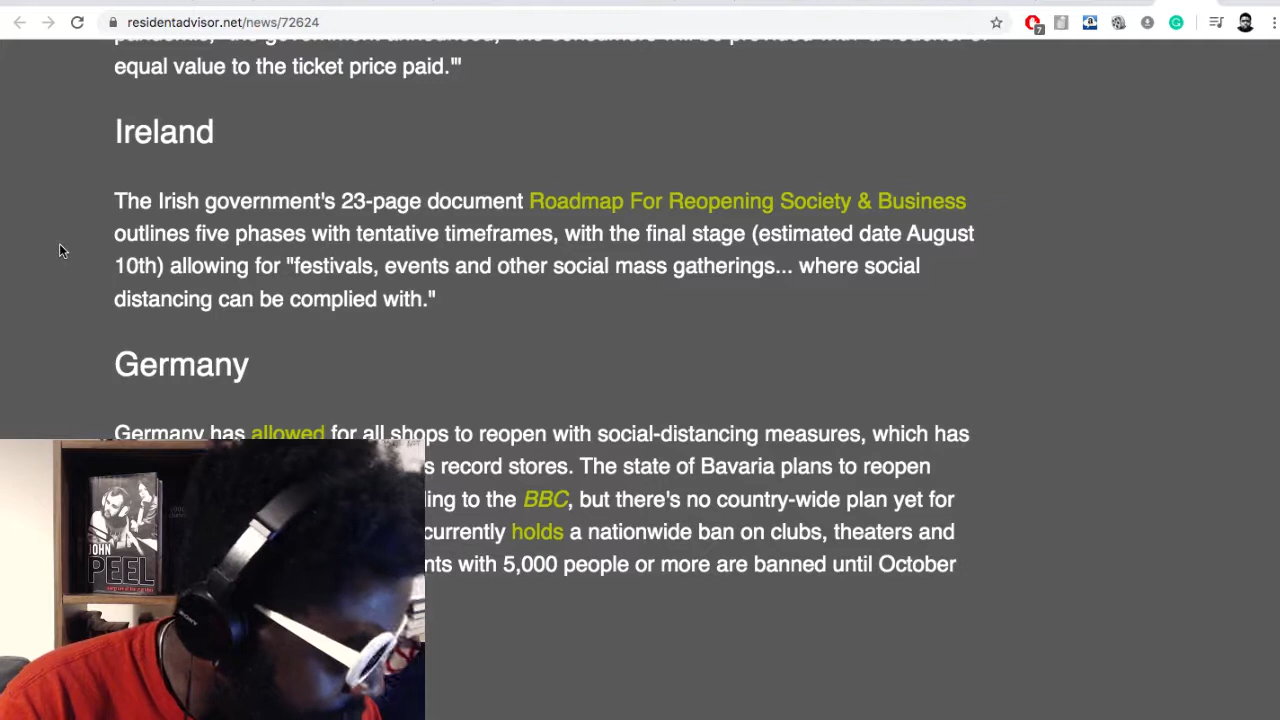 residentadvisor.net/news/72624
7
equal value to the ticket price paid.'"
Ireland
The Irish government's 23-page document Roadmap For Reopening Society & Business
outlines five phases with tentative timeframes, with the final stage (estimated date August
10th) allowing for "festivals, events and other social mass gatherings... where social
distancing can be complied with."
Germany
Germany has allowed for all shops to reopen with social-distancing measures, which has
s record stores. The state of Bavaria plans to reopen
ding to the BBC, but there's no country-wide plan yet for
currently holds a nationwide ban on clubs, theaters and
nts with 5,000 people or more are banned until October
JOHN
PEEL
SONY